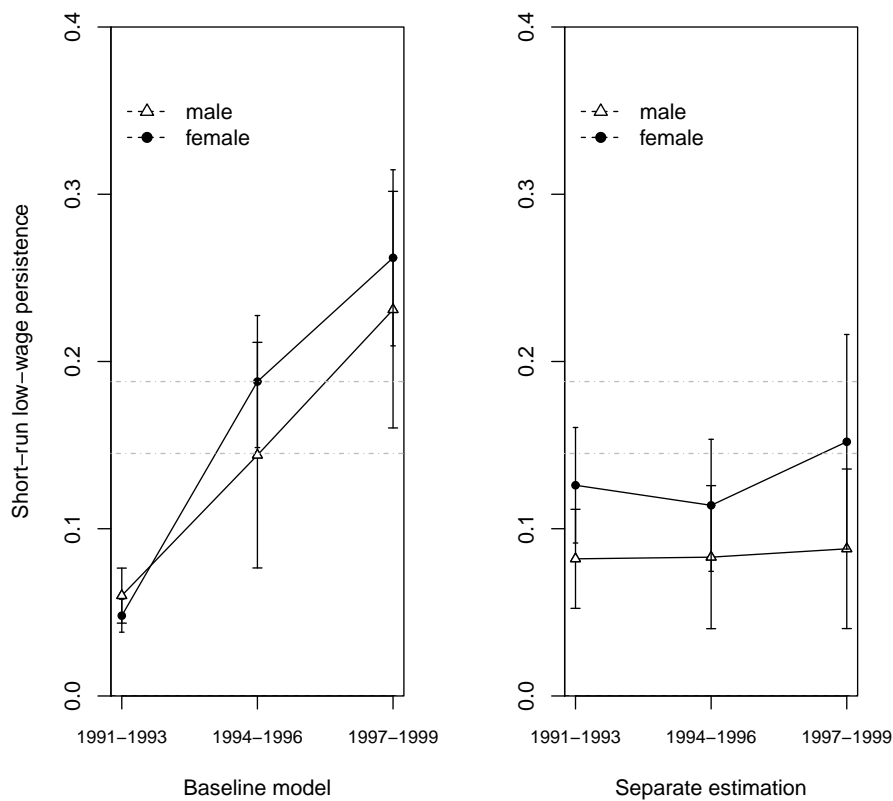 Short−run low−wage persistence
0.4
0.3
0.2
0.1
0.0
male
female
1991−1993
1994−1996
1997−1999
Baseline model
0.4
0.3
0.2
0.1
0.0
male
female
1991−1993
1994−1996
1997−1999
Separate estimation